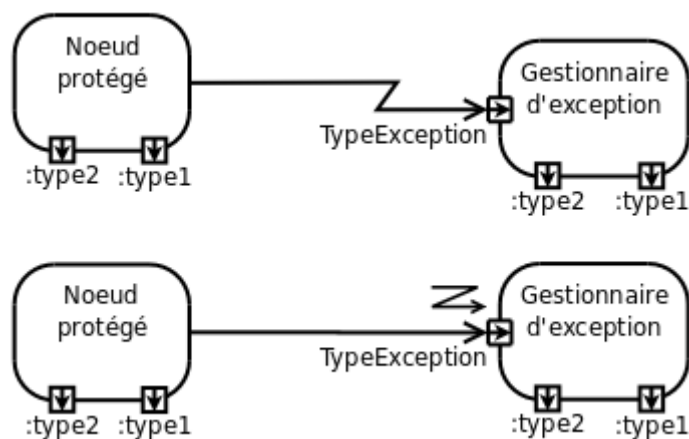 Noeud
protégé
Gestionnaire
d'exception
TypeException
:type2 :type1
:type2 :type1
Noeud
protégé
Gestionnaire
d'exception
TypeException
:type2 :type1
:type2 :type1